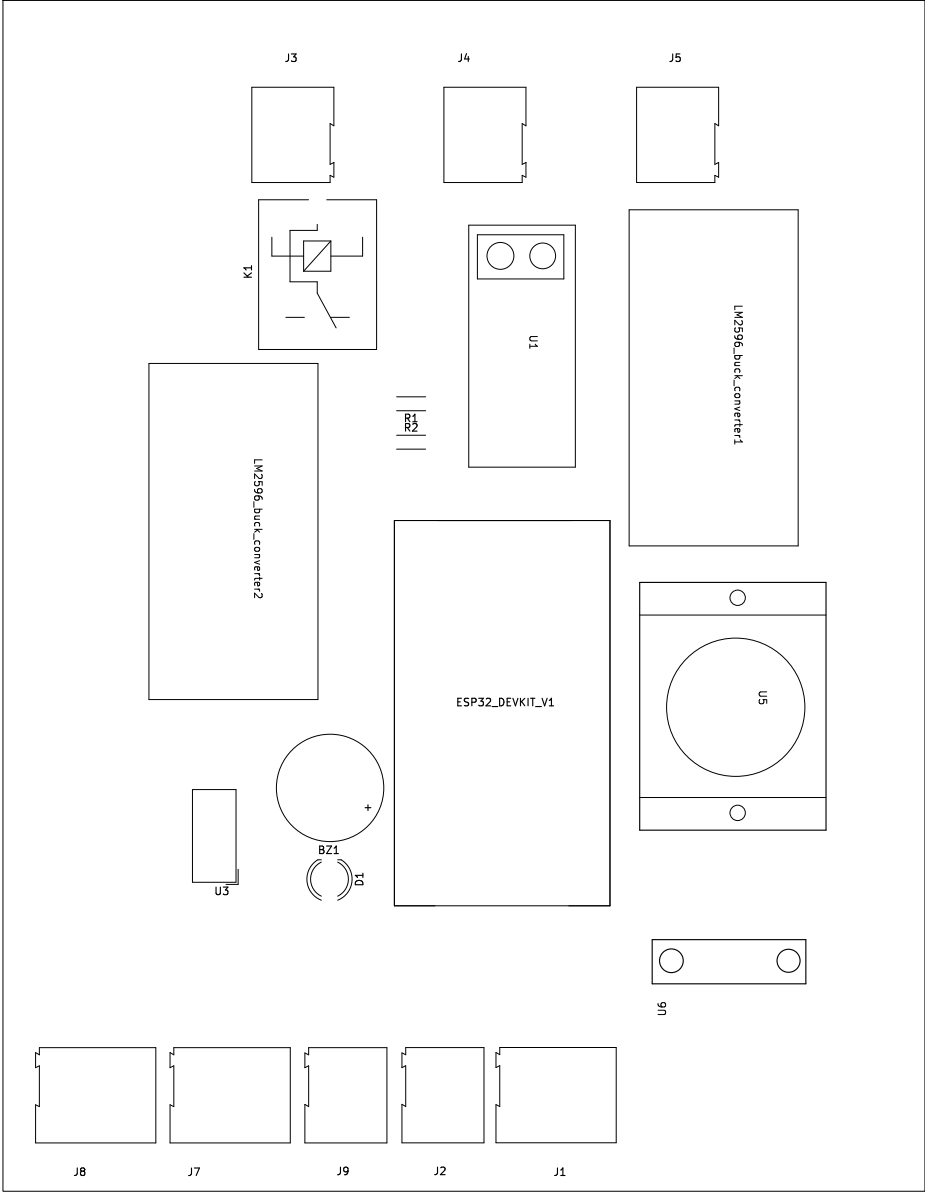 J3
J4
J5
K1
U1
LM2596_buck_converter1
R1
R2
LM2596_buck_converter2
ESP32_DEVKIT_V1
U5
+
BZ1
D1
U3
U6
J8
J7
J9
J2
J1